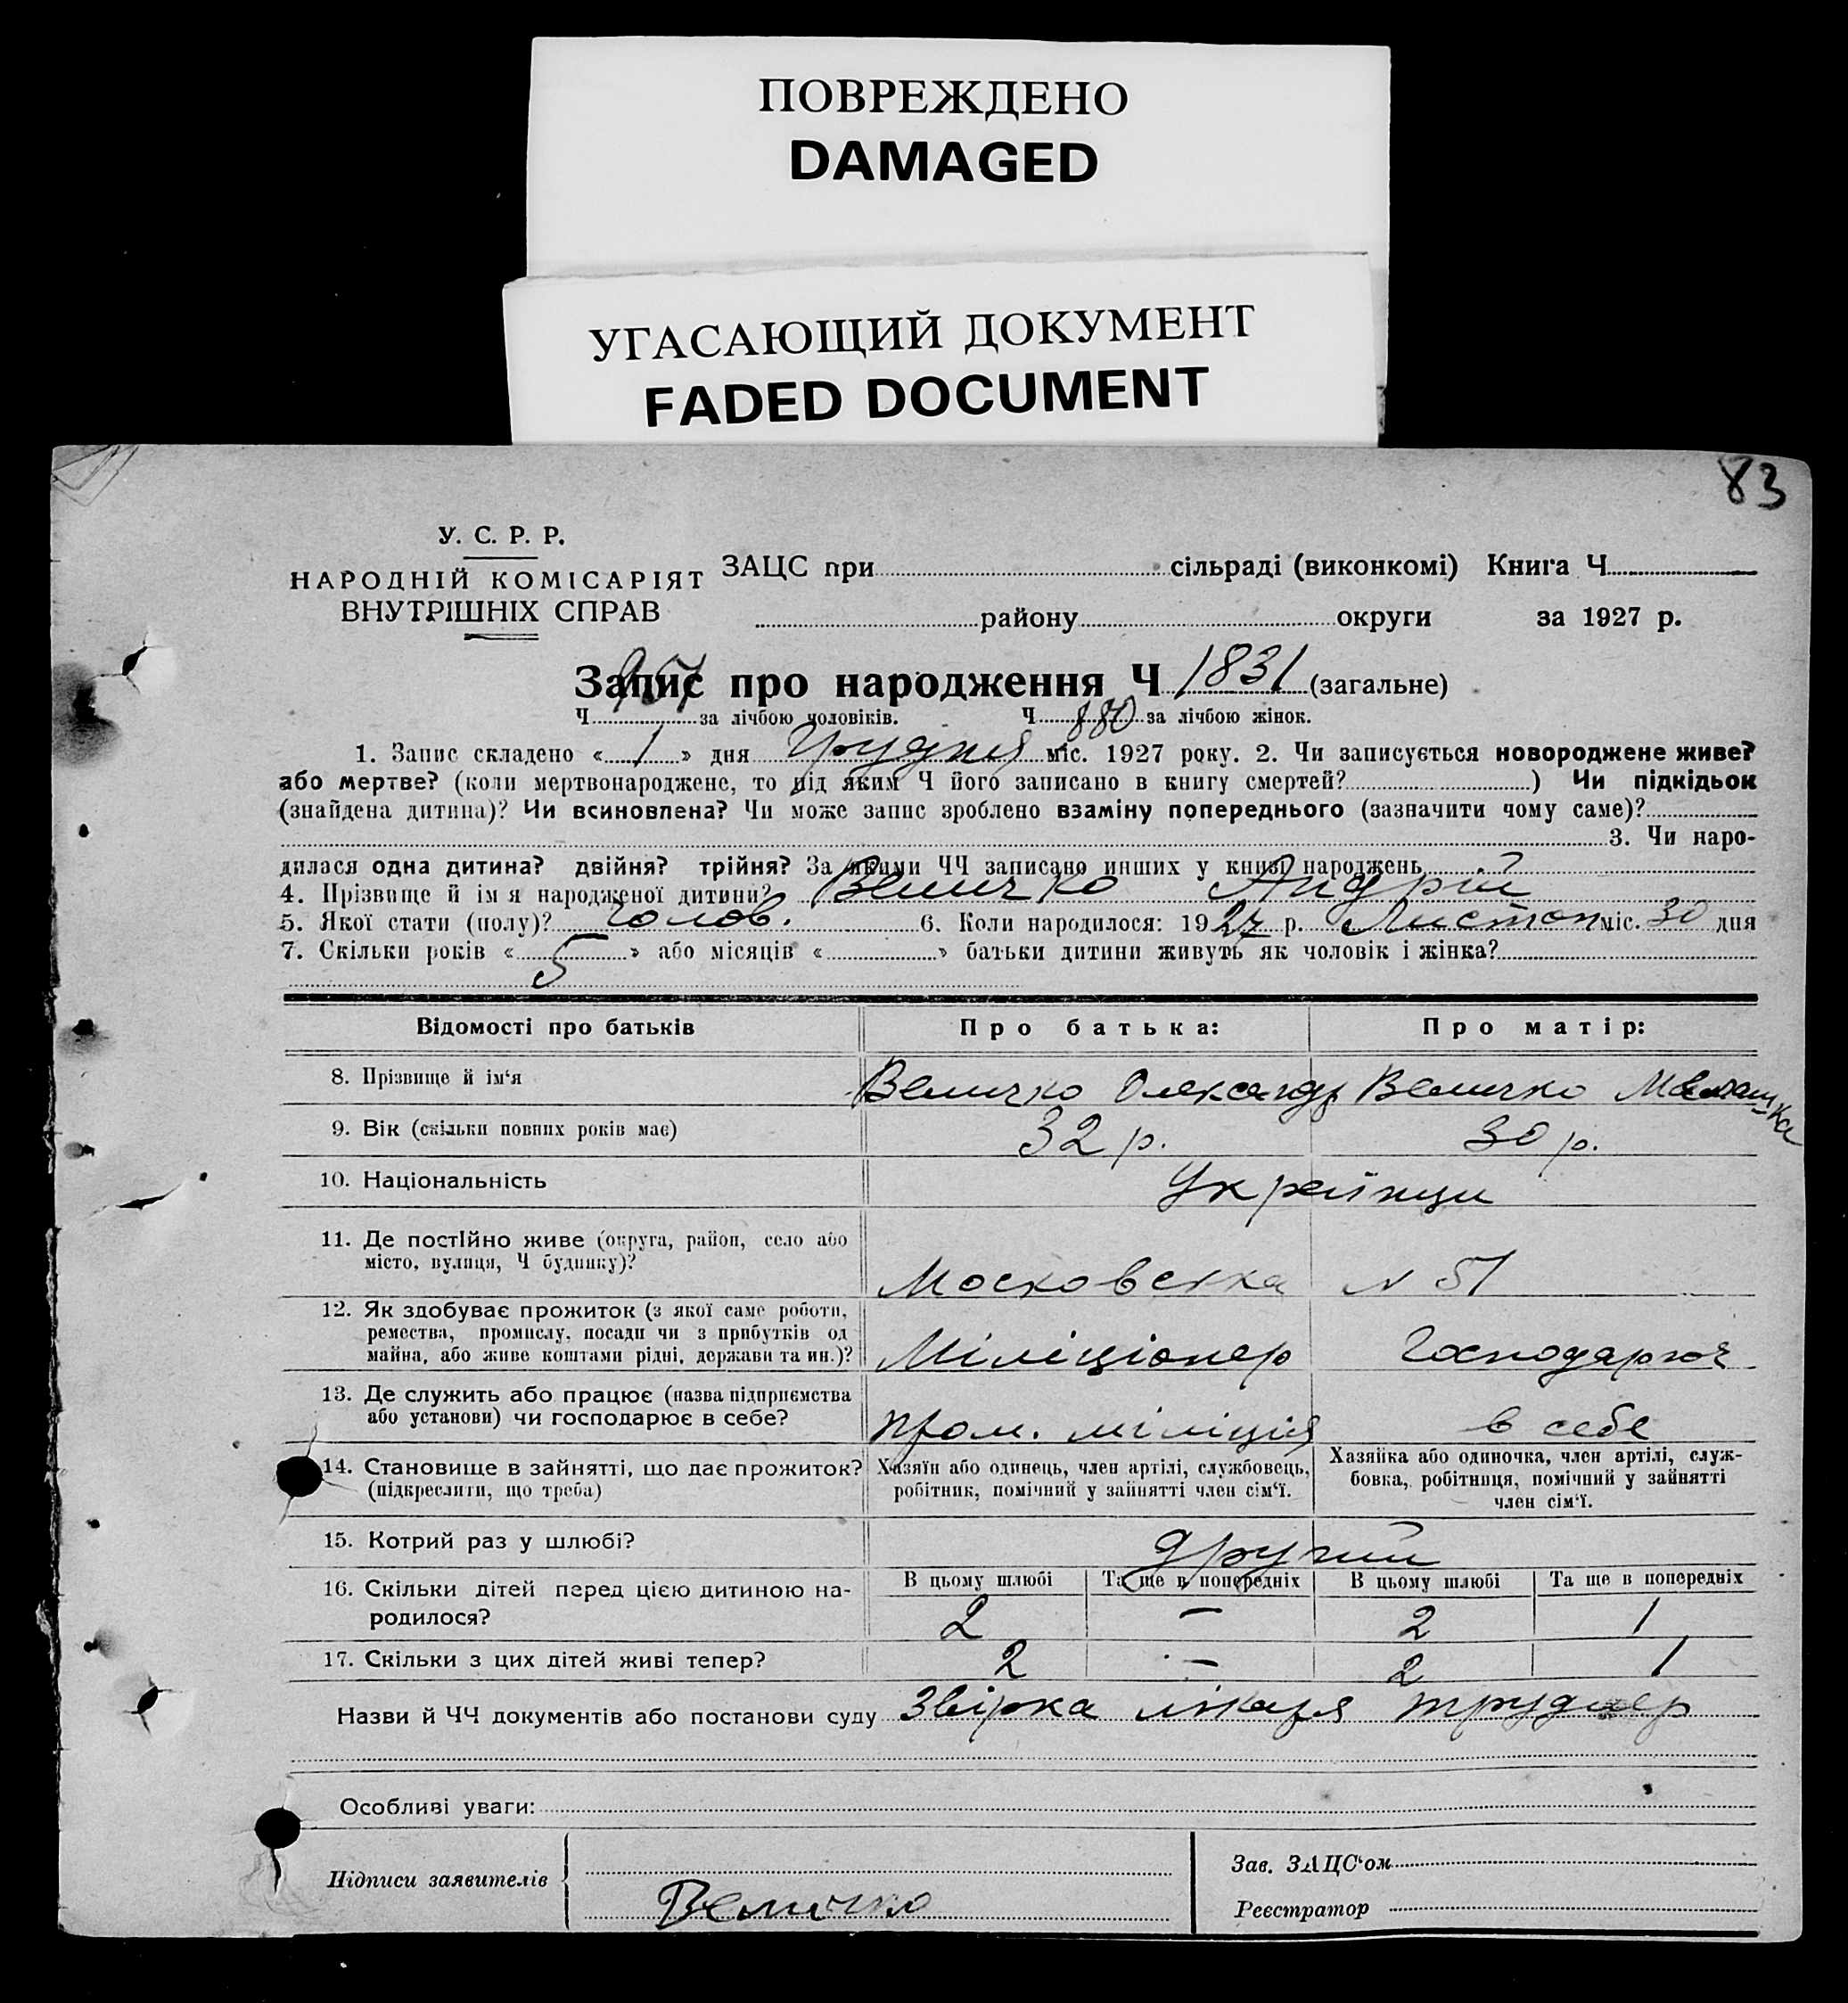 ПОВРЕЖДЕНО
DAMAGED
УГАСАЮЩИЙ ДОКУМЕНТ
FADED DOCUMENT
83
У. С. Р. Р.
НАРОДНІЙ КОМІСАРІЯТ
ВНУТРІШНІХ СПРАВ
ЗАЦС при сільраді (виконкомі) Книга Ч
району округи за 1927 р.
Запис про народження Ч 1831 (загальне)
Ч 951 за лічбою чоловіків. Ч 880 за лічбою жінок.
1. Запис складено « 1 » дня Грудня міс. 1927 року. 2. Чи записується новороджене живе?
або мертве? (коли мертвонароджене, то під яким Ч його записано в книгу смертей? ) Чи підкідьок
(знайдена дитина)? Чи всиновлена? Чи може запис зроблено взаміну попереднього (зазначити чому саме)?
3. Чи наро-
дилася одна дитина? двійня? трійня? За якими ЧЧ записано инших у книзі народжень
4. Прізвище й ім я народженої дитини? Величко Андрій
5. Якої стати (полу)? чолов. 6. Коли народилося: 1927 р. Листоп міс. 30 дня
7. Скільки років « 5 » або місяців « » батьки дитини живуть як чоловік і жінка?
Відомості про батьків Про батька: Про матір:
8. Прізвище й ім‘я Величко Олександр Величко Мелашка
9. Вік (скільки повних років має) 32 р. 30 р.
10. Національність Українци
11. Де постІйно живе (округа, район, село або
місто, вулиця, Ч будинку)? Московська N 51
12. Як здобуває прожиток (з якої саме роботи,
ремества, промислу, посади чи з прибутків од
майна, або живе коштами рідні, держави та ин.)? Міліціонер Господарює
13. Де служить або працює (назва підприємства
або установи) чи господарює в себе? пром. міліція в себе
14. Становище в зайнятті, що дає прожиток?
(підкреслити, що треба)
Хазяїн або одинець, член артілі, службовець,
робітник, помічний у зайнятті член сім‘ї.
Хазяйка або одиночка, член артілі, служ-
бовка, робітниця, помічний у зайнятті
член сім‘ї.
15. Котрий раз у шлюбі? другий
16. Скільки дітей перед цією дитиною на-
родилося?
В цьому шлюбі Та ще в попередніх В цьому шлюбі Та ще в попередніх
2 — 2 1
17. Скільки з цих дітей живі тепер? 2 — 2 1
Назви й ЧЧ документів або постанови суду Звірка лікаря
Особливі уваги:
Підписи заявителів
Величко
Зав. ЗАЦС‘ом
Реєстратор